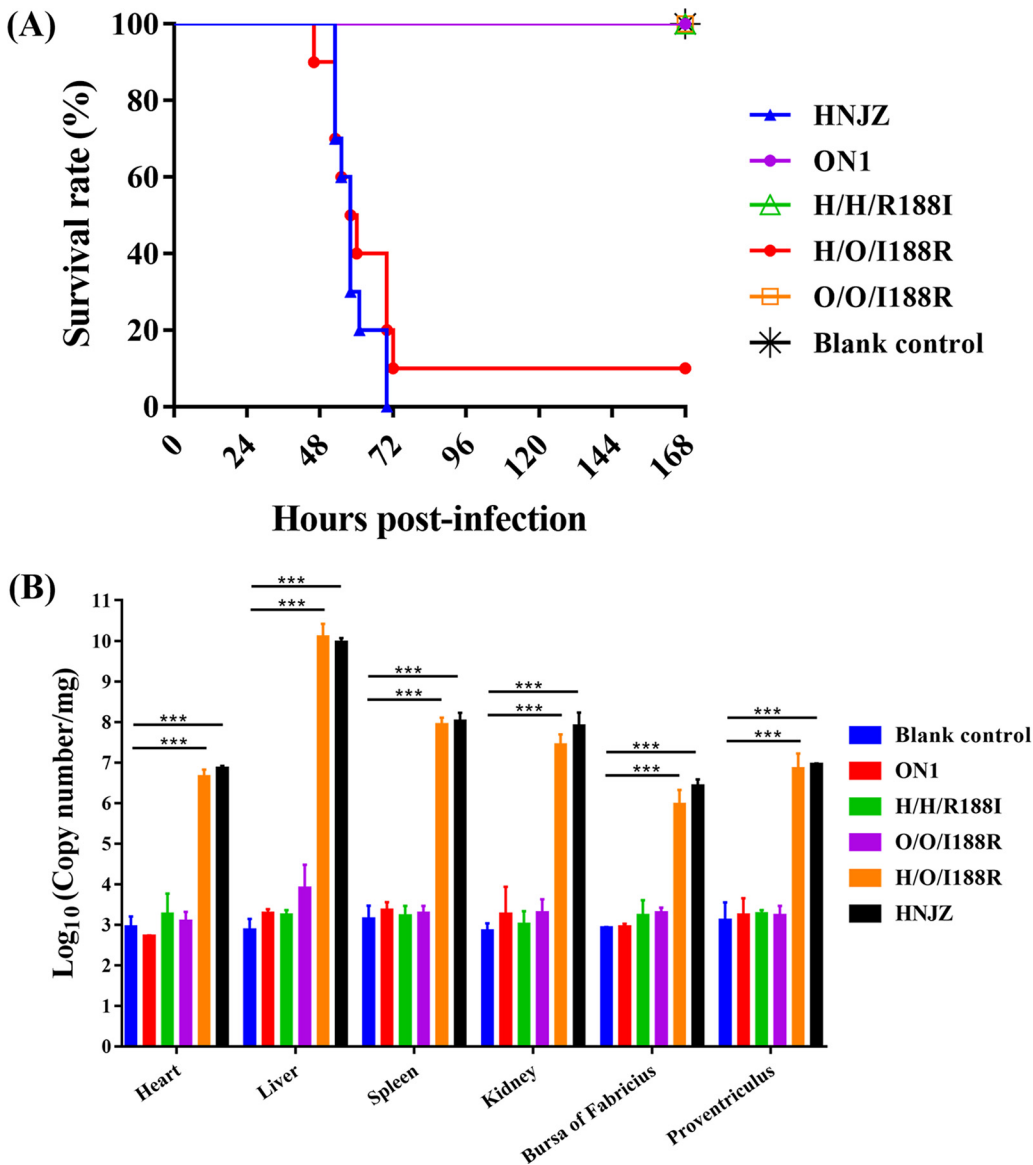 (A)
Survival rate (%)
100
80
60
40
20
0
0 24 48 72 96 120 144 168
Hours post-infection
HNJZ
ON1
H/H/R188I
H/O/I188R
O/O/I188R
Blank control
(B)
Log10 (Copy number/mg)
11
10
9
8
7
6
5
4
3
2
1
0
*** *** *** *** *** ***
*** *** *** *** *** ***
Heart Liver Spleen Kidney Bursa of Fabricius Proventriculus
Blank control
ON1
H/H/R188I
O/O/I188R
H/O/I188R
HNJZ